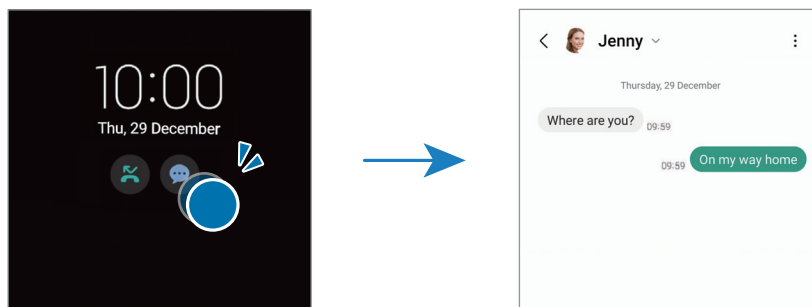 10:00
Thu, 29 December
Jenny
Thursday, 29 December
Where are you?
09:59
09:59
On my way home